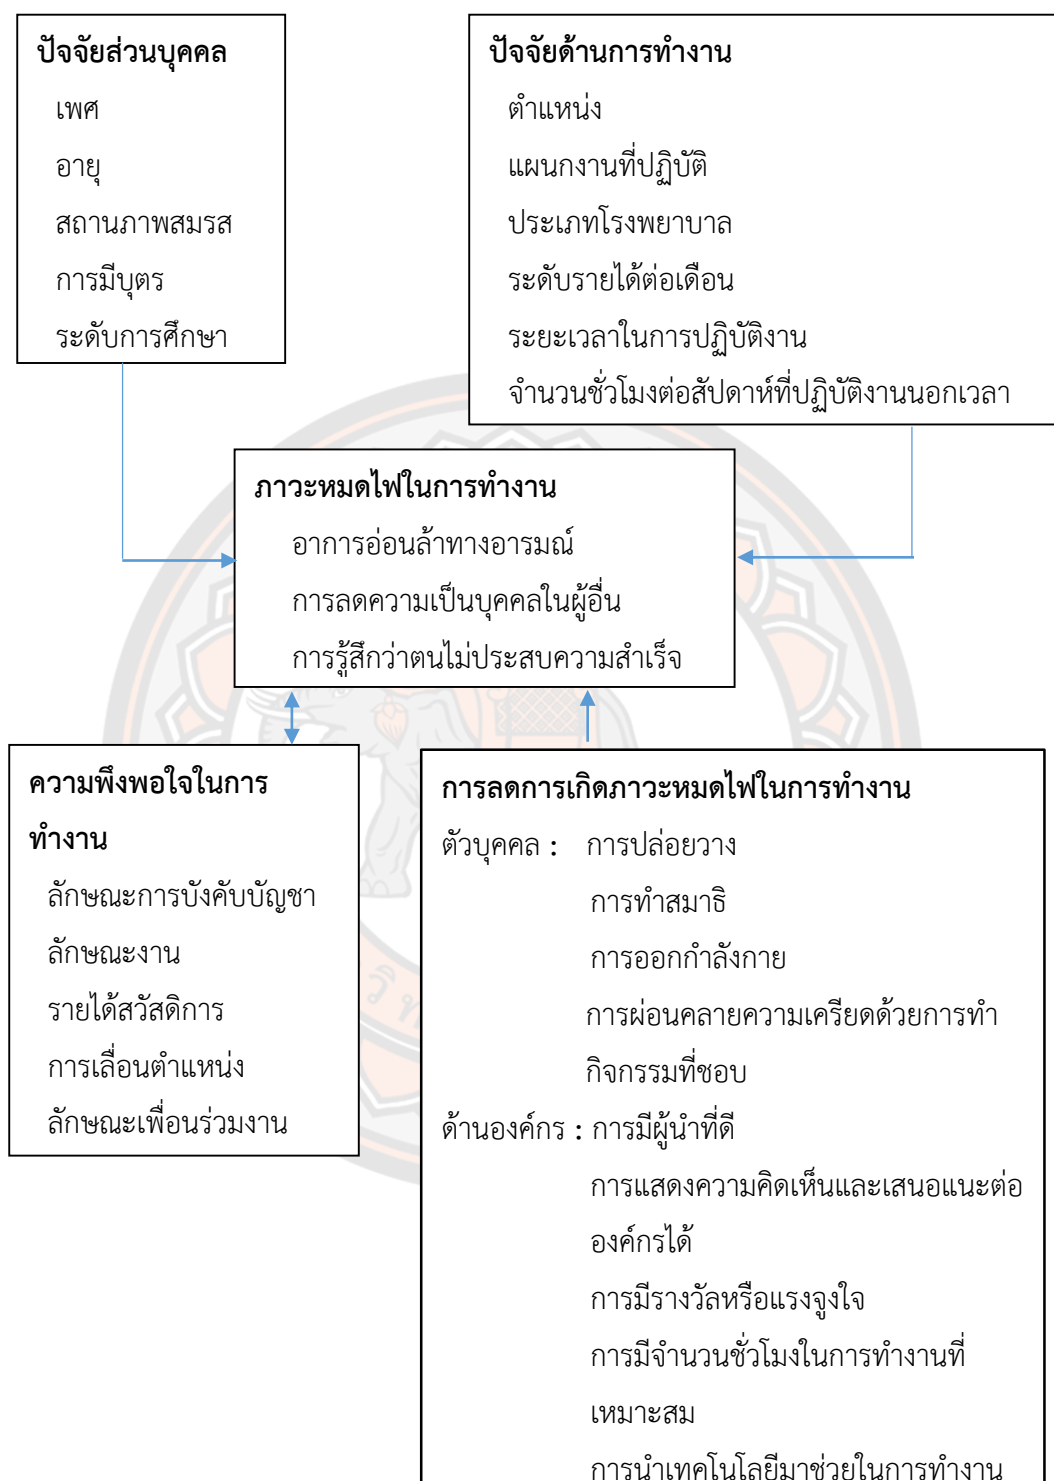 ปัจจัยส่วนบุคคล
เพศ
อายุ
สถานภาพสมรส
การมีบุตร
ระดับการศึกษา
ปัจจัยด้านการทำงาน
ตำแหน่ง
แผนกงานที่ปฏิบัติ
ประเภทโรงพยาบาล
ระดับรายได้ต่อเดือน
ระยะเวลาในการปฏิบัติงาน
จำนวนชั่วโมงต่อสัปดาห์ที่ปฏิบัติงานนอกเวลา
ภาวะหมดไฟในการทำงาน
อาการอ่อนล้าทางอารมณ์
การลดความเป็นบุคคลในผู้อื่น
การรู้สึกว่าตนไม่ประสบความสำเร็จ
ความพึงพอใจในการ
ทำงาน
ลักษณะการบังคับบัญชา
ลักษณะงาน
รายได้สวัสดิการ
การเลื่อนตำแหน่ง
ลักษณะเพื่อนร่วมงาน
การลดการเกิดภาวะหมดไฟในการทำงาน
ตัวบุคคล : การปล่อยวาง
การทำสมาธิ
การออกกำลังกาย
การผ่อนคลายความเครียดด้วยการทำ
กิจกรรมที่ชอบ
ด้านองค์กร : การมีผู้นำที่ดี
การแสดงความคิดเห็นและเสนอแนะต่อ
องค์กรได้
การมีรางวัลหรือแรงจูงใจ
การมีจำนวนชั่วโมงในการทำงานที่
เหมาะสม
การนำเทคโนโลยีมาช่วยในการทำงาน